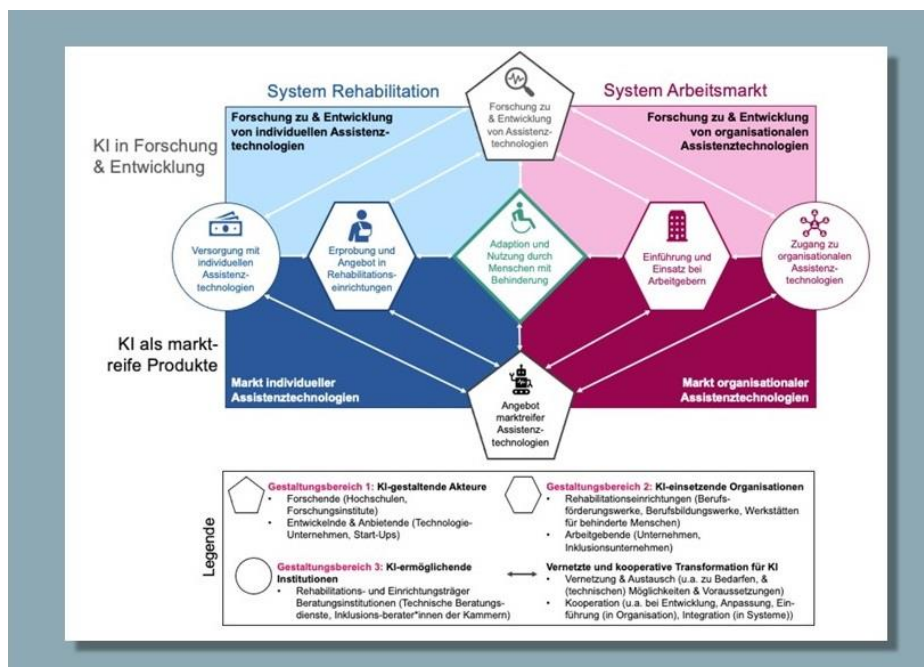 System Rehabilitation
System Arbeitsmarkt
KI in Forschung
& Entwicklung
Forschung zu & Entwicklung
von individuellen Assistenz-
technologien
Forschung zu
& Entwicklung
von Assistenz-
technologien
Forschung zu & Entwicklung
von organisationalen
Assistenztechnologien
Versorgung mit
individuellen
Assistenz-
technologien
Erprobung und
Angebot in
Rehabilitations-
einrichtungen
Adaption und
Nutzung durch
Menschen mit
Behinderung
Einführung und
Einsatz bei
Arbeitgebern
Zugang zu
organisationalen
Assistenz-
technologien
KI als markt-
reife Produkte
Markt individueller
Assistenztechnologien
Angebot
marktreifer
Assistenz-
technologien
Markt organisationaler
Assistenztechnologien
Legende
Gestaltungsbereich 1: KI-gestaltende Akteure
• Forschende (Hochschulen,
Forschungsinstitute)
• Entwickelnde & Anbietende (Technologie-
Unternehmen, Start-Ups)
Gestaltungsbereich 2: KI-einsetzende Organisationen
• Rehabilitationseinrichtungen (Berufs-
förderungswerke, Berufsbildungswerke, Werkstätten
für behinderte Menschen)
• Arbeitgebende (Unternehmen,
Inklusionsunternehmen)
Gestaltungsbereich 3: KI-ermöglichende
Institutionen
• Rehabilitations- und Einrichtungsträger
Beratungsinstitutionen (Technische Beratungs-
dienste, Inklusions-berater*innen der Kammern)
Vernetzte und kooperative Transformation für KI
• Vernetzung & Austausch (u.a. zu Bedarfen, &
(technischen) Möglichkeiten & Voraussetzungen)
• Kooperation (u.a. bei Entwicklung, Anpassung, Ein-
führung (in Organisation), Integration (in Systeme))